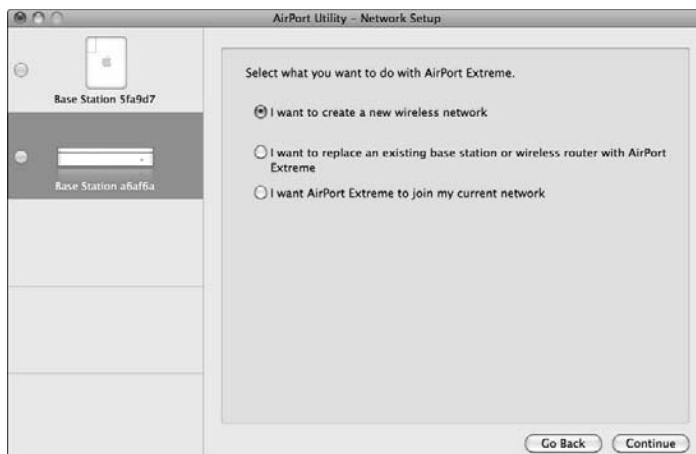 AirPort Utility – Network Setup
Base Station 5fa9d7
Base Station a6af6a
Select what you want to do with AirPort Extreme.
I want to create a new wireless network
I want to replace an existing base station or wireless router with AirPort
Extreme
I want AirPort Extreme to join my current network
Go Back
Continue